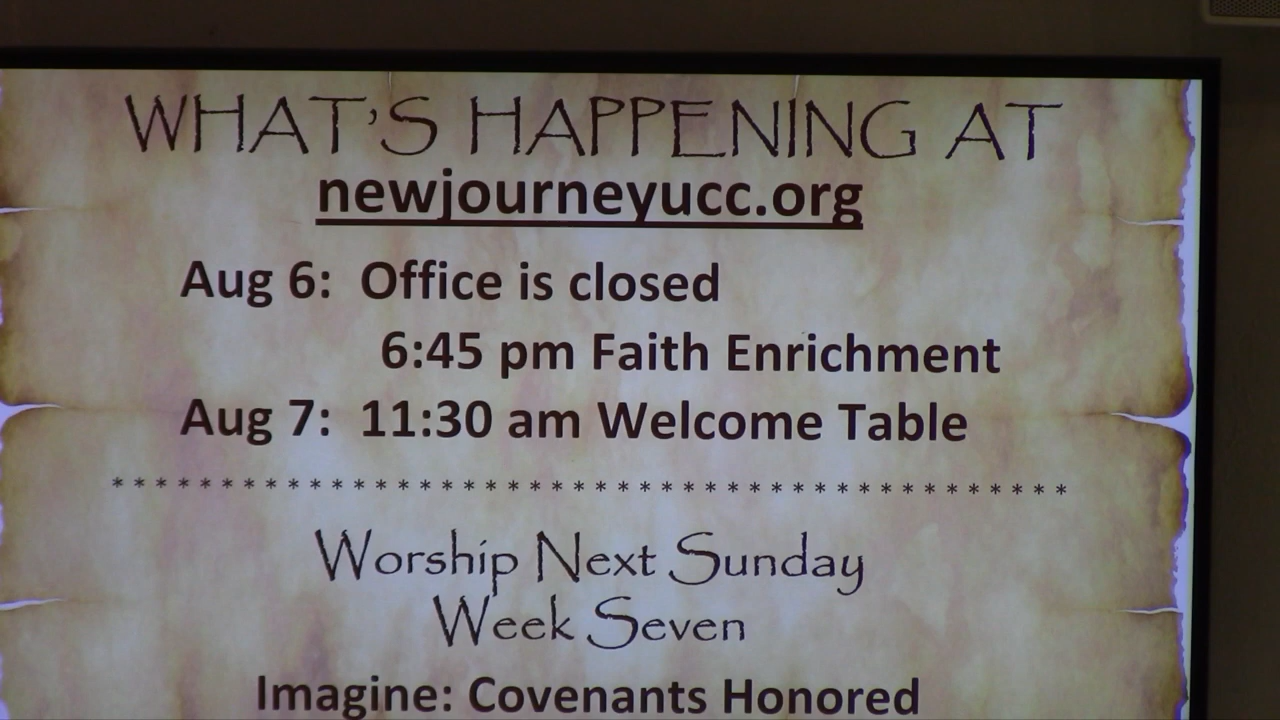 WHAT'S HAPPENING AT
newjourneyucc.org
Aug 6: Office is closed
6:45 pm Faith Enrichment
Aug 7: 11:30 am Welcome Table
* * * * * * * * * * * * * * * * * * * * * * * * * * * * * * * * * * * * * * * * * * *
Worship Next Sunday
Week Seven
Imagine: Covenants Honored